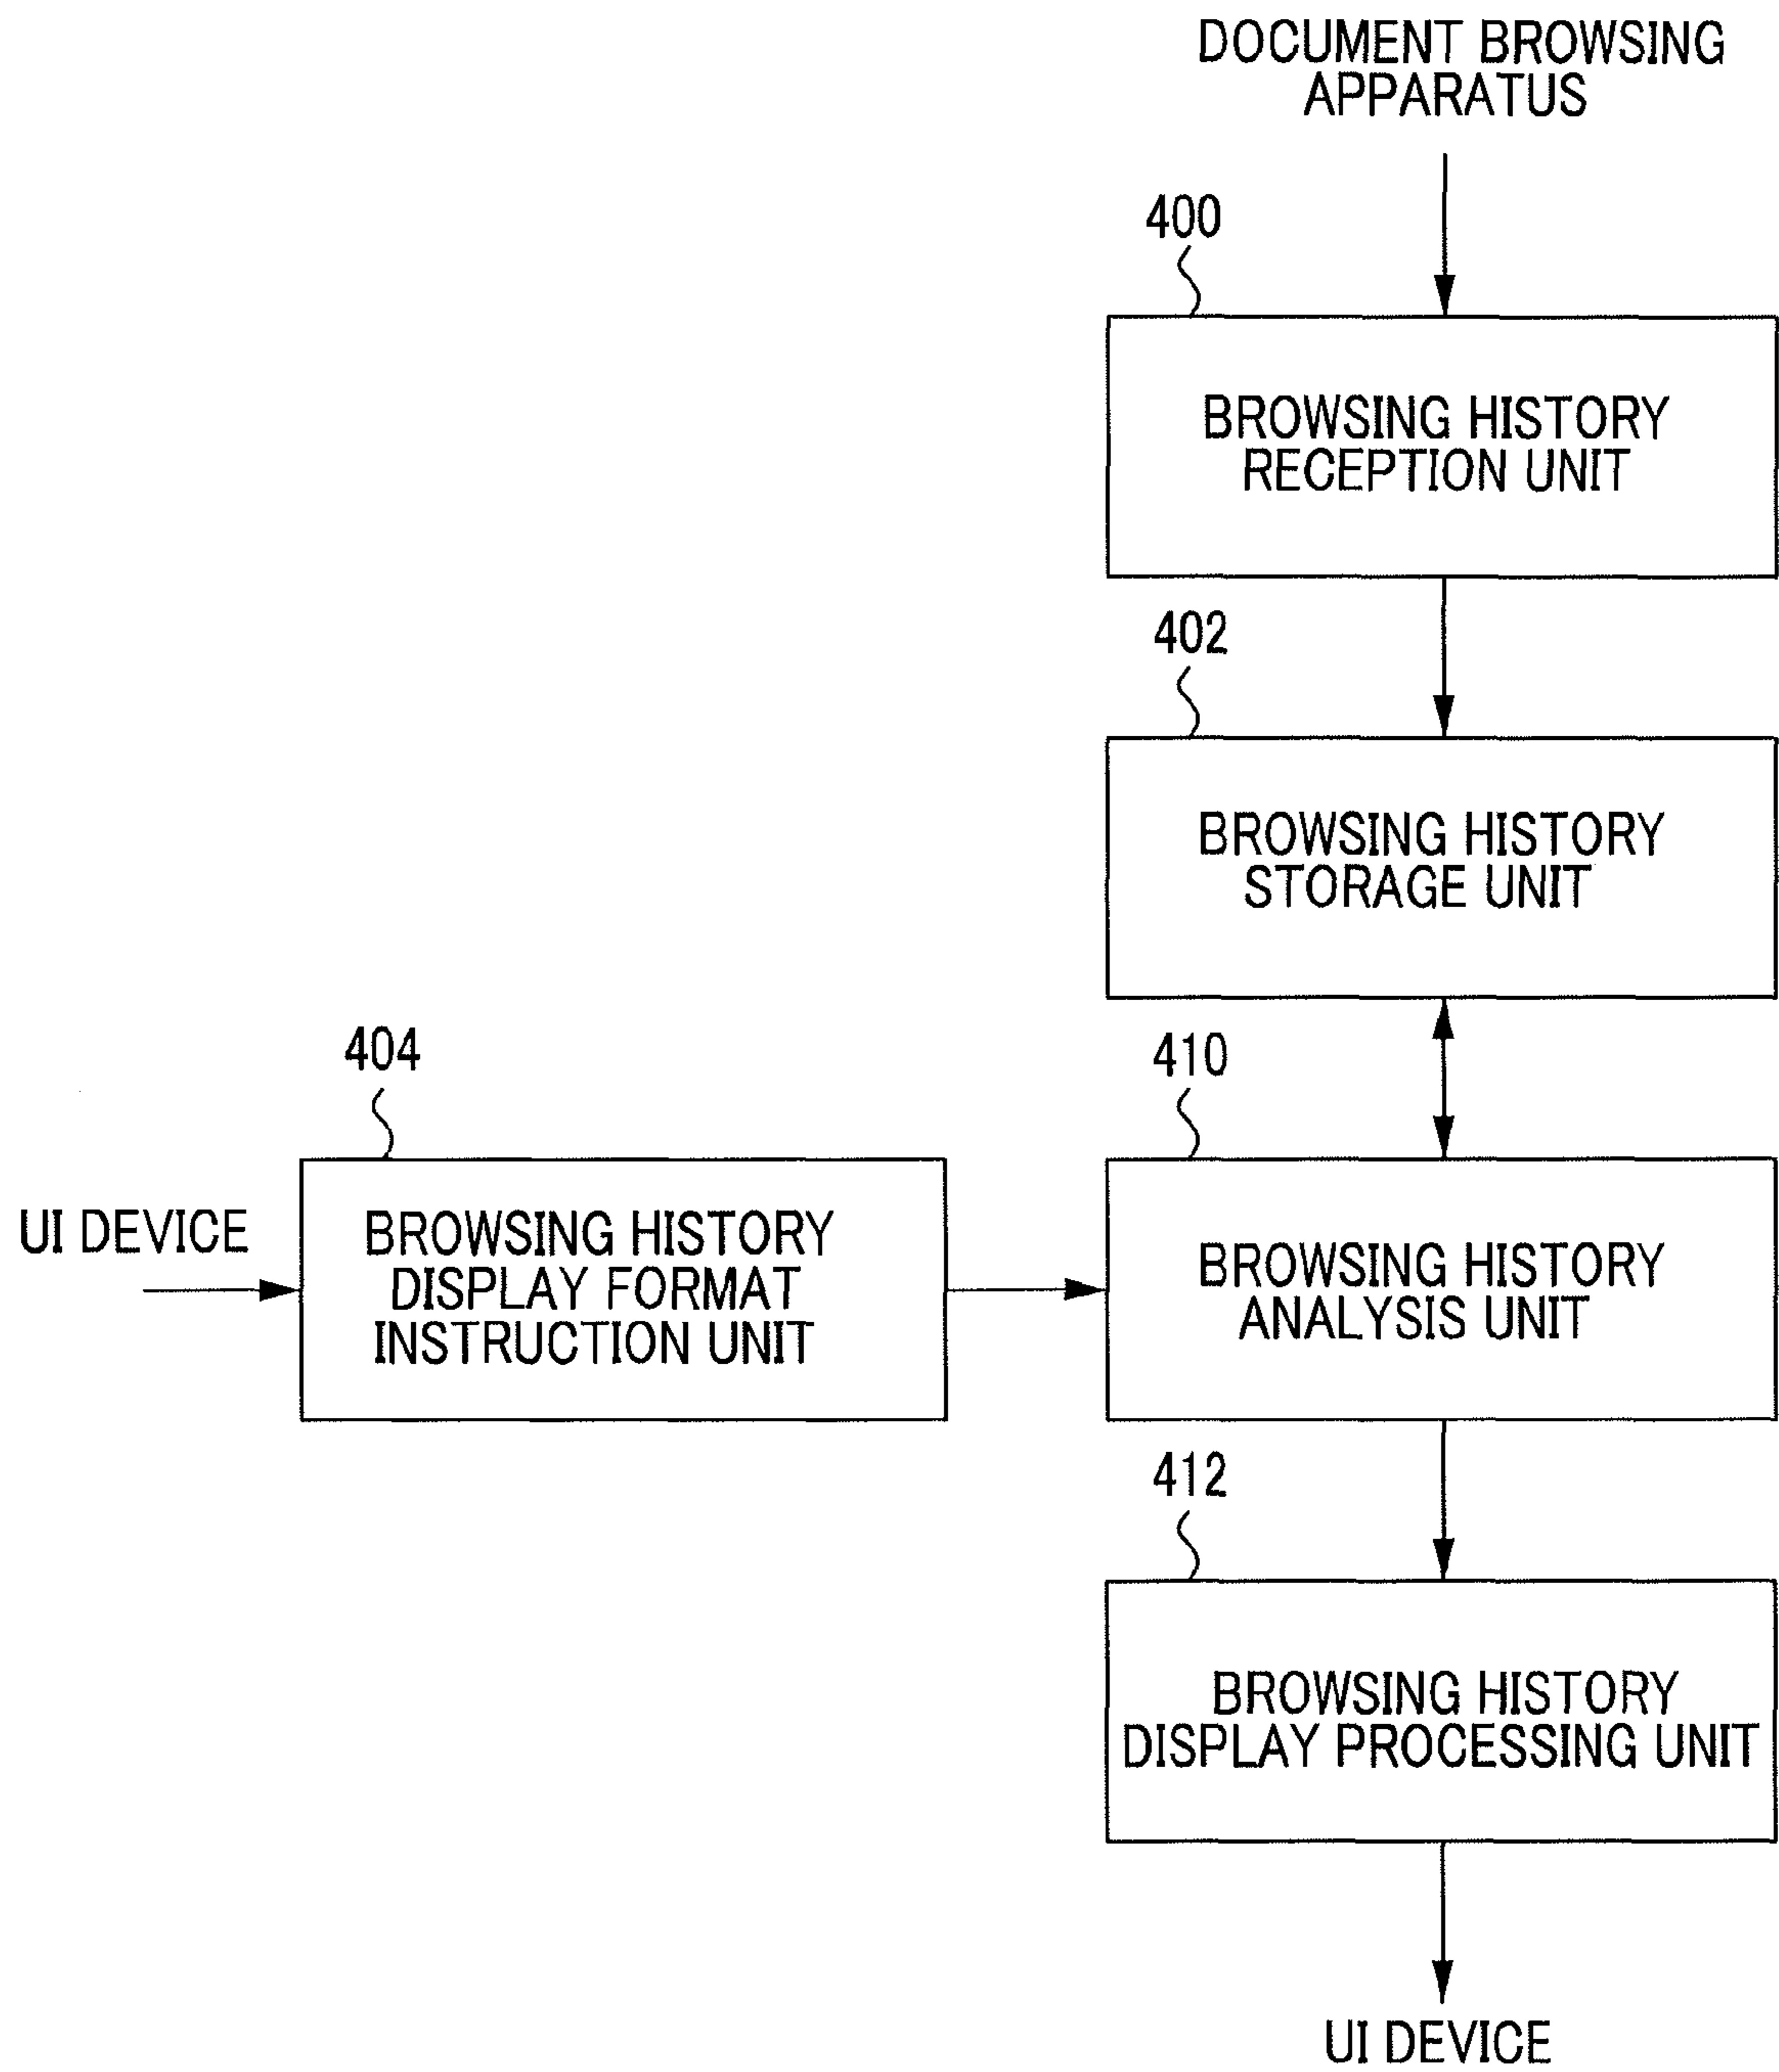 DOCUMENT BROWSING
APPARATUS
400
BROWSING HISTORY
RECEPTION UNIT
402
BROWSING HISTORY
STORAGE UNIT
404
410
UI DEVICE
BROWSING HISTORY
DISPLAY FORMAT
INSTRUCTION UNIT
BROWSING HISTORY
ANALYSIS UNIT
412
BROWSING HISTORY
DISPLAY PROCESSING UNIT
UI DEVICE